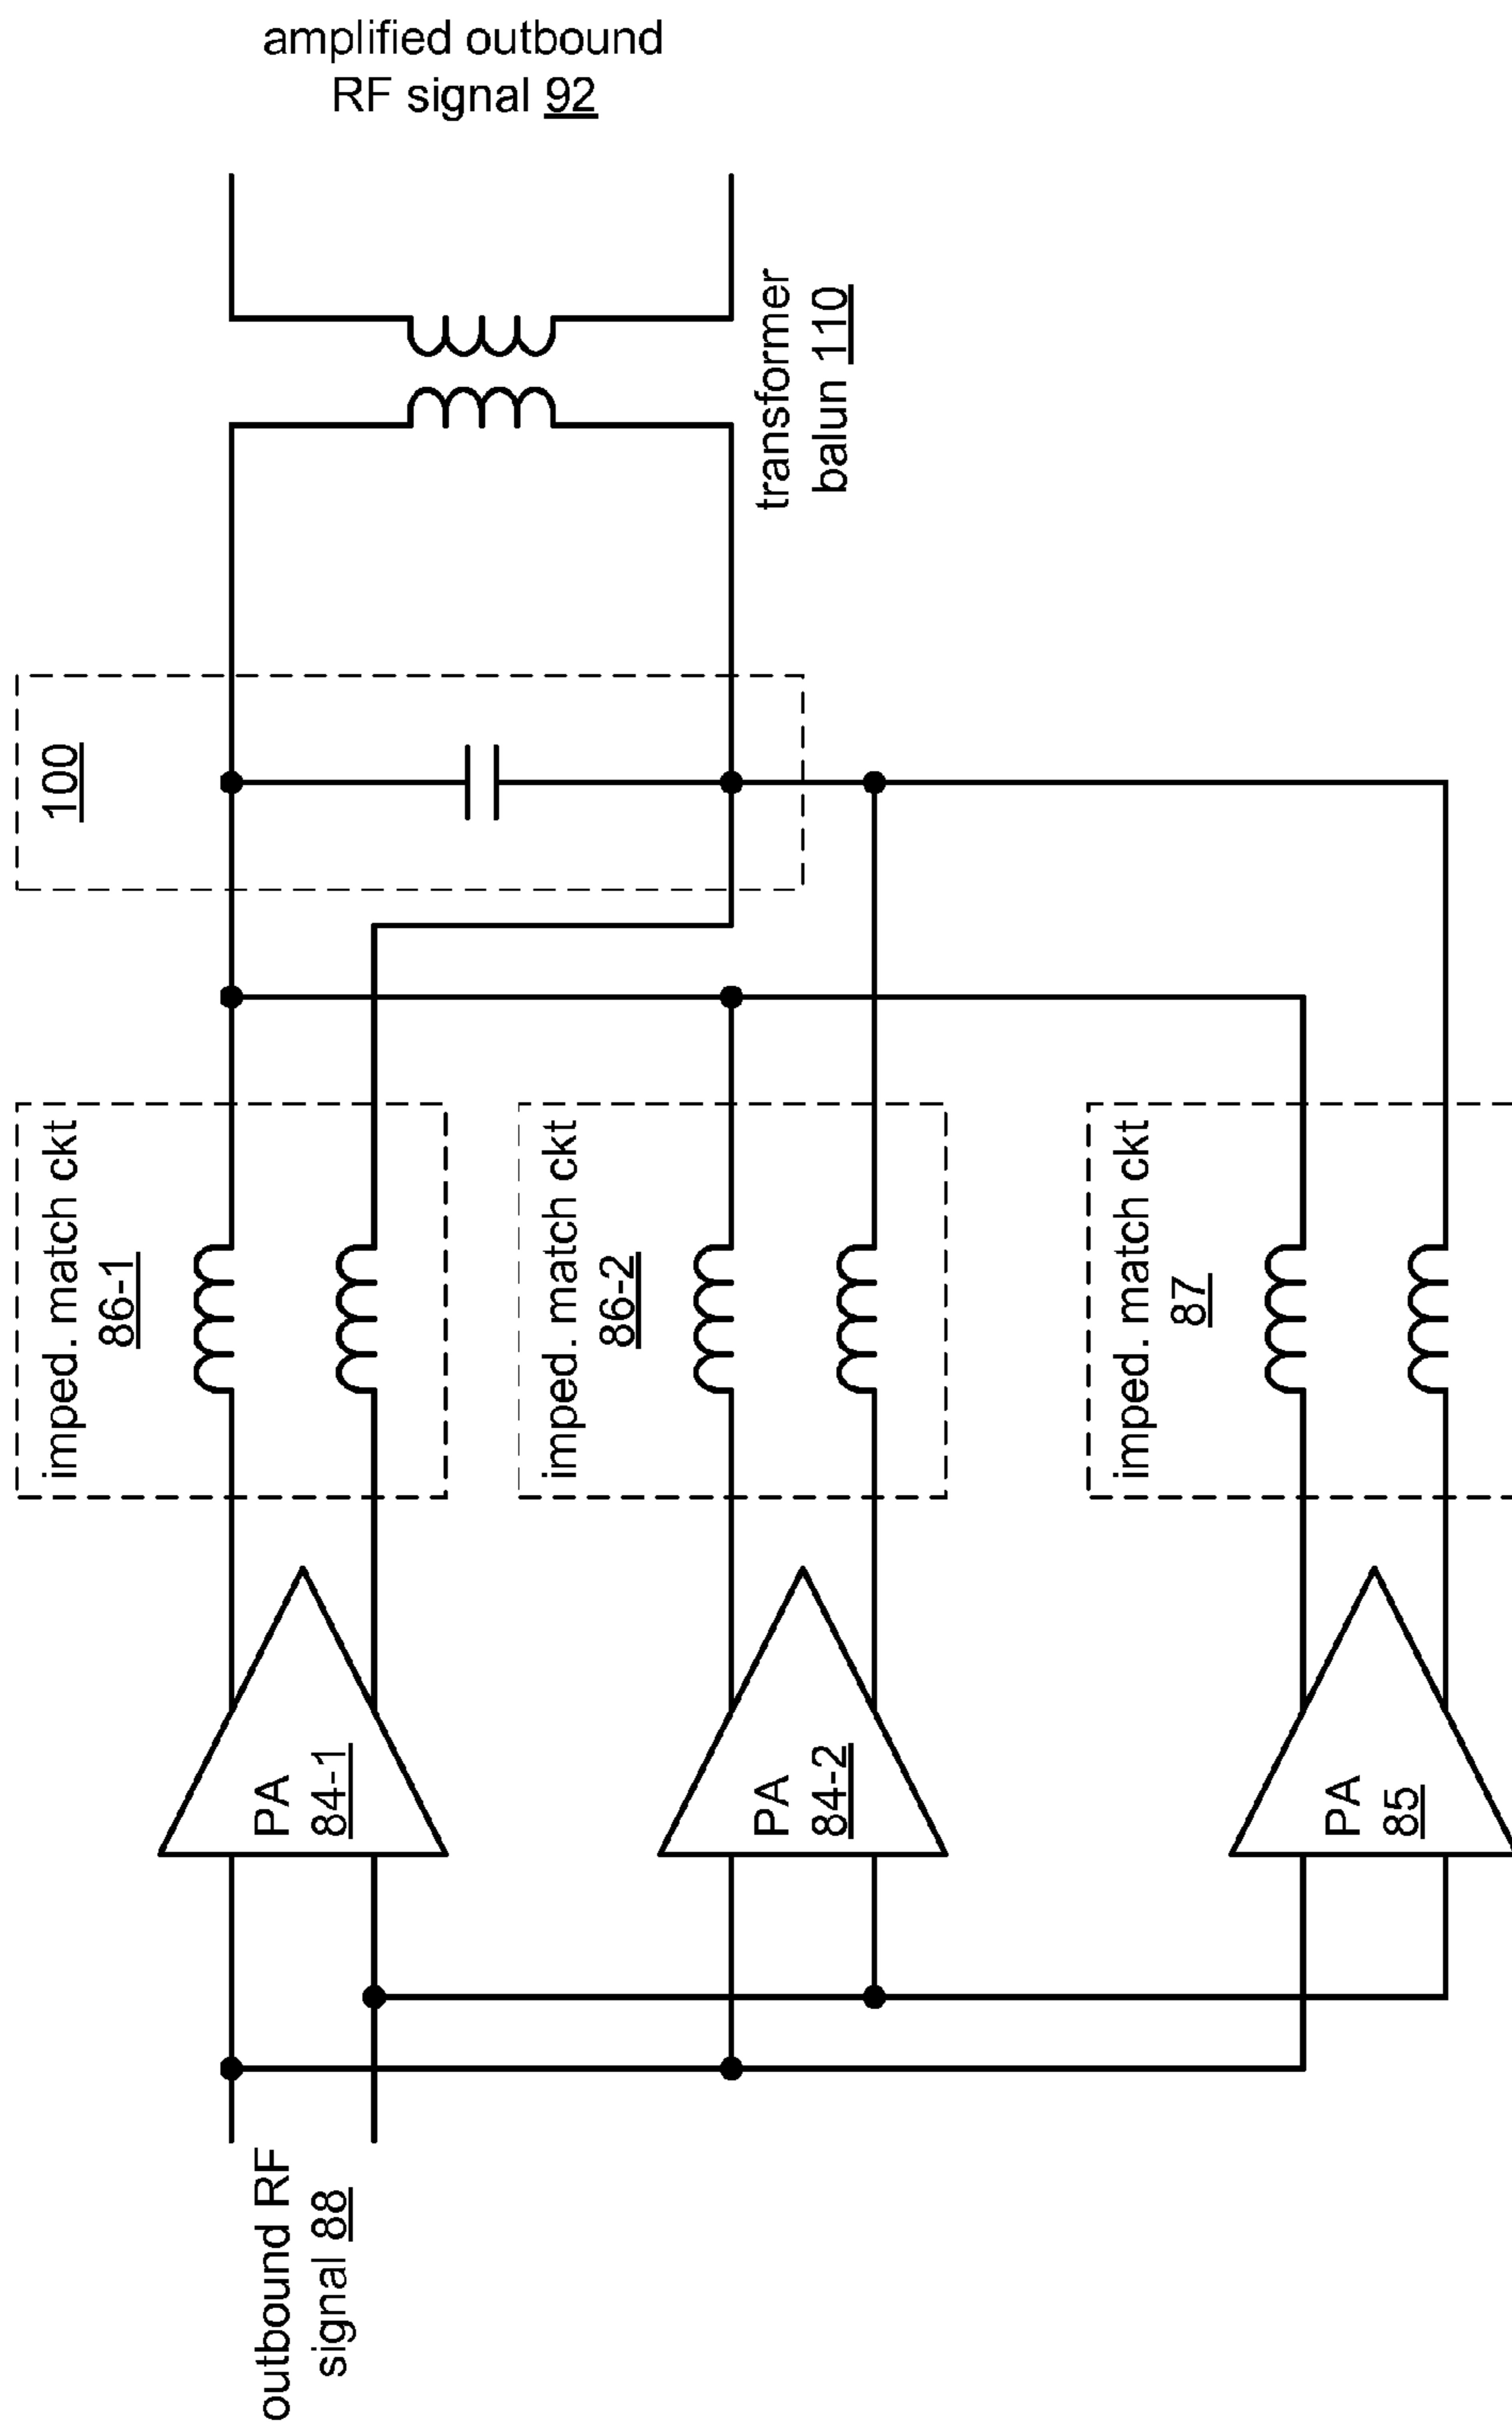 amplified outbound
RF signal 92
transformer
balun 110
100
imped. match ckt
86-1
imped. match ckt
86-2
imped. match ckt
87
PA
84-1
PA
84-2
PA
85
outbound RF
signal 88